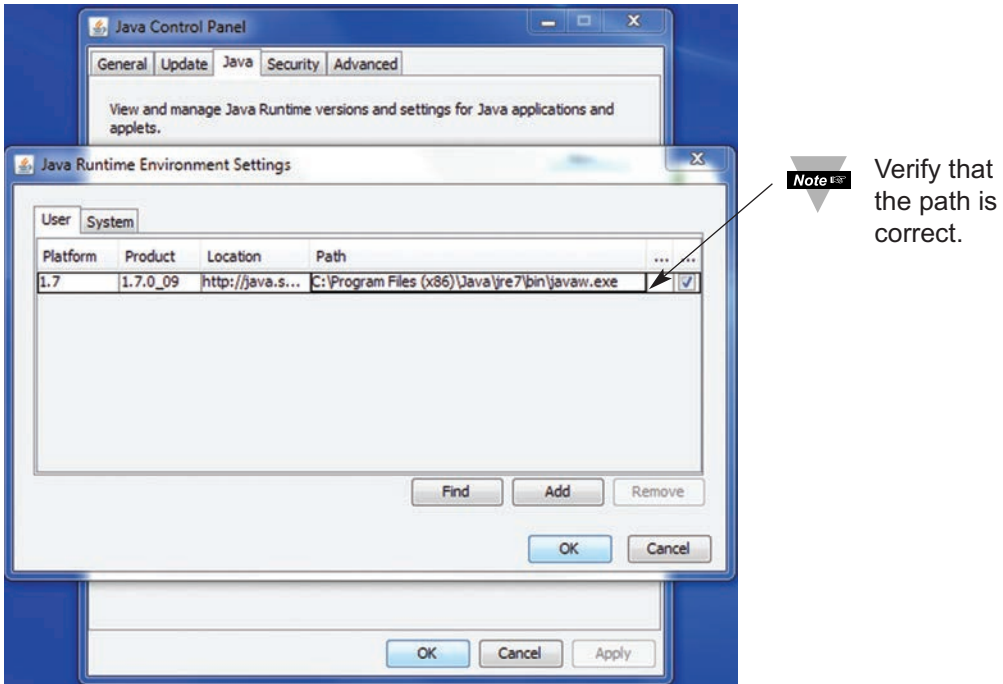 Java Control Panel
General Update Java Security Advanced
View and manage Java Runtime versions and settings for Java applications and
applets.
Java Runtime Environment Settings
User System
Platform Product Location Path ... ...
1.7 1.7.0_09 http://java.s... C:\Program Files (x86)\Java\jre7\bin\javaw.exe
Find Add Remove
OK Cancel
OK Cancel Apply
Note
Verify that
the path is
correct.